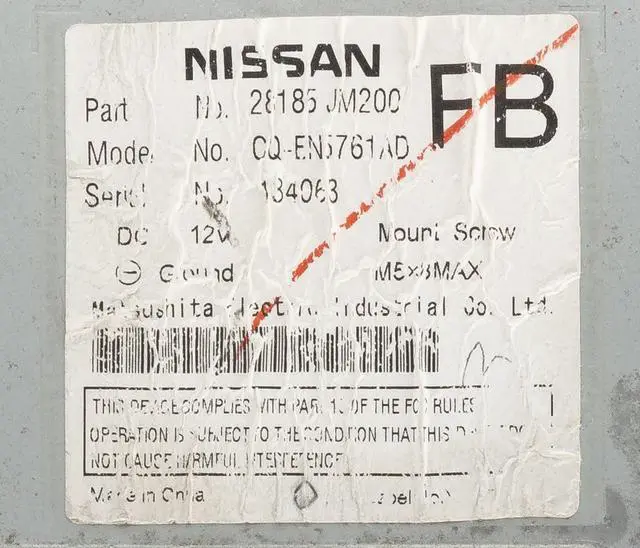 NISSAN
FB
Part No. 28185 JM200
Model No. CQ-EN5761AD
Serial No. 134063
DC 12V Mount Screw
⊖ Ground M5×8MAX
Matsushita Electric Industrial Co. Ltd.
THIS DEVICE COMPLIES WITH PART 15 OF THE FCC RULES
OPERATION IS SUBJECT TO THE CONDITION THAT THIS
NOT CAUSE HARMFUL INTERFERENCE
Made in China